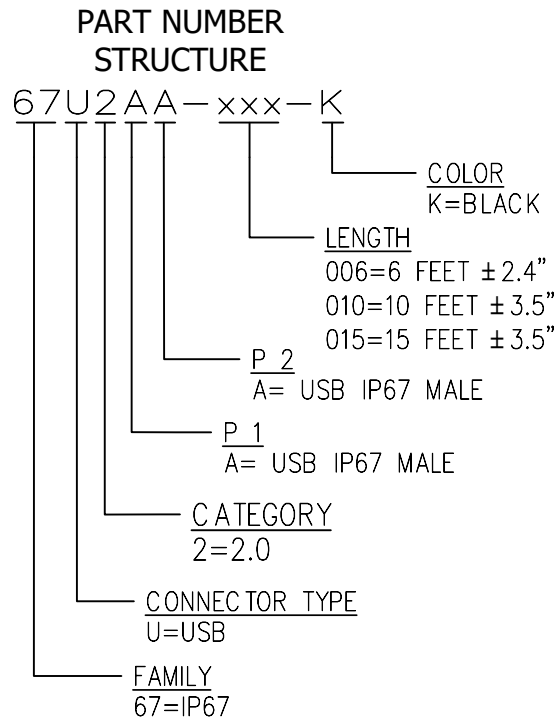 PART NUMBER
STRUCTURE
67U2AA-xxx-K
COLOR
K=BLACK
LENGTH
006=6 FEET ±2.4"
010=10 FEET ±3.5"
015=15 FEET ±3.5"
P 2
A= USB IP67 MALE
P 1
A= USB IP67 MALE
CATEGORY
2=2.0
CONNECTOR TYPE
U=USB
FAMILY
67=IP67